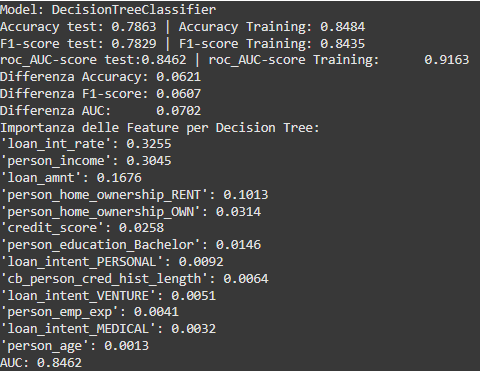 Model: DecisionTreeClassifier
Accuracy test: 0.7863 | Accuracy Training: 0.8484
F1-score test: 0.7829 | F1-score Training: 0.8435
roc_AUC-score test:0.8462 | roc_AUC-score Training:      0.9163
Differenza Accuracy: 0.0621
Differenza F1-score: 0.0607
Differenza AUC:      0.0702
Importanza delle Feature per Decision Tree:
'loan_int_rate': 0.3255
'person_income': 0.3045
'loan_amnt': 0.1676
'person_home_ownership_RENT': 0.1013
'person_home_ownership_OWN': 0.0314
'credit_score': 0.0258
'person_education_Bachelor': 0.0146
'loan_intent_PERSONAL': 0.0092
'cb_person_cred_hist_length': 0.0064
'loan_intent_VENTURE': 0.0051
'person_emp_exp': 0.0041
'loan_intent_MEDICAL': 0.0032
'person_age': 0.0013
AUC: 0.8462